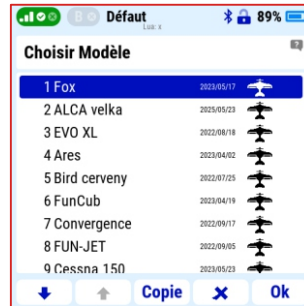 B Défaut 89%
Lua: x
Choisir Modèle
?
1 Fox 2023/05/17
2 ALCA velka 2025/05/23
3 EVO XL 2022/08/18
4 Ares 2023/04/02
5 Bird cerveny 2022/07/25
6 FunCub 2023/04/19
7 Convergence 2022/09/17
8 FUN-JET 2022/09/05
9 Cessna 150 2023/05/23
Copie Ok